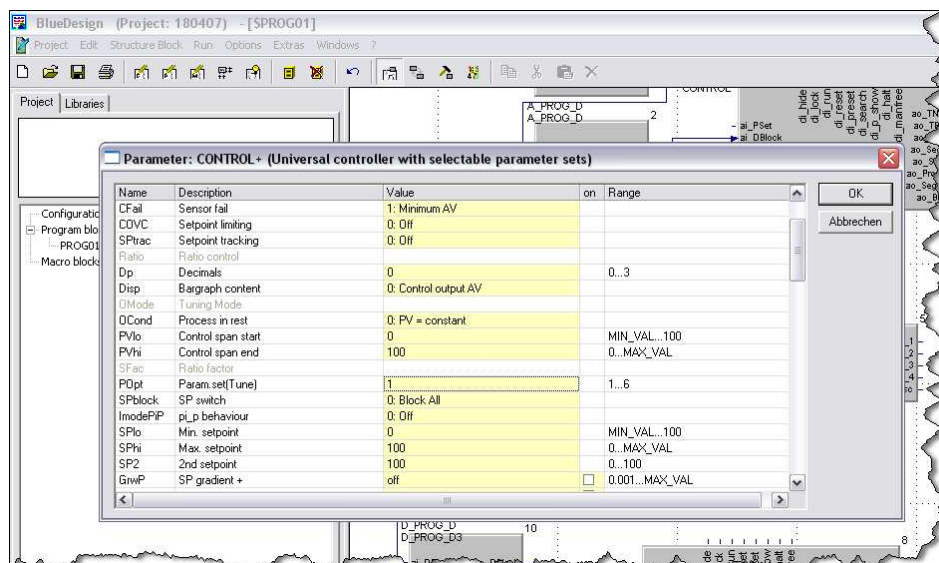 BlueDesign (Project: 180407) - [$PROG01]
Project Edit Structure Block Run Options Extras Windows ?
Project Libraries
CONTROL
A_PROG_D
A_PROG_D 2
ai_PSet
ai_DBlock
di_hide
di_lock
di_run
di_reset
di_preset
di_search
di_p_show
di_halt
di_manfree
Configuratio
Program blo
PROG01
Macro blocks
Parameter: CONTROL+ (Universal controller with selectable parameter sets)
Name Description Value on Range
CFail Sensor fail 1: Minimum AV
COVC Setpoint limiting 0: Off
SPtrac Setpoint tracking 0: Off
Ratio Ratio control
Dp Decimals 0 0...3
Disp Bargraph content 0: Control output AV
OMode Tuning Mode
OCond Process in rest 0: PV = constant
PVlo Control span start 0 MIN_VAL...100
PVhi Control span end 100 0...MAX_VAL
SFac Ratio factor
POpt Param.set(Tune) 1 1...6
SPblock SP switch 0: Block All
ImodePiP pi_p behaviour 0: Off
SPlo Min. setpoint 0 MIN_VAL...100
SPhi Max. setpoint 100 0...MAX_VAL
SP2 2nd setpoint 100 0...100
GrwP SP gradient + off 0.001...MAX_VAL
OK
Abbrechen
D_PROG_D 10
D_PROG_D3
8